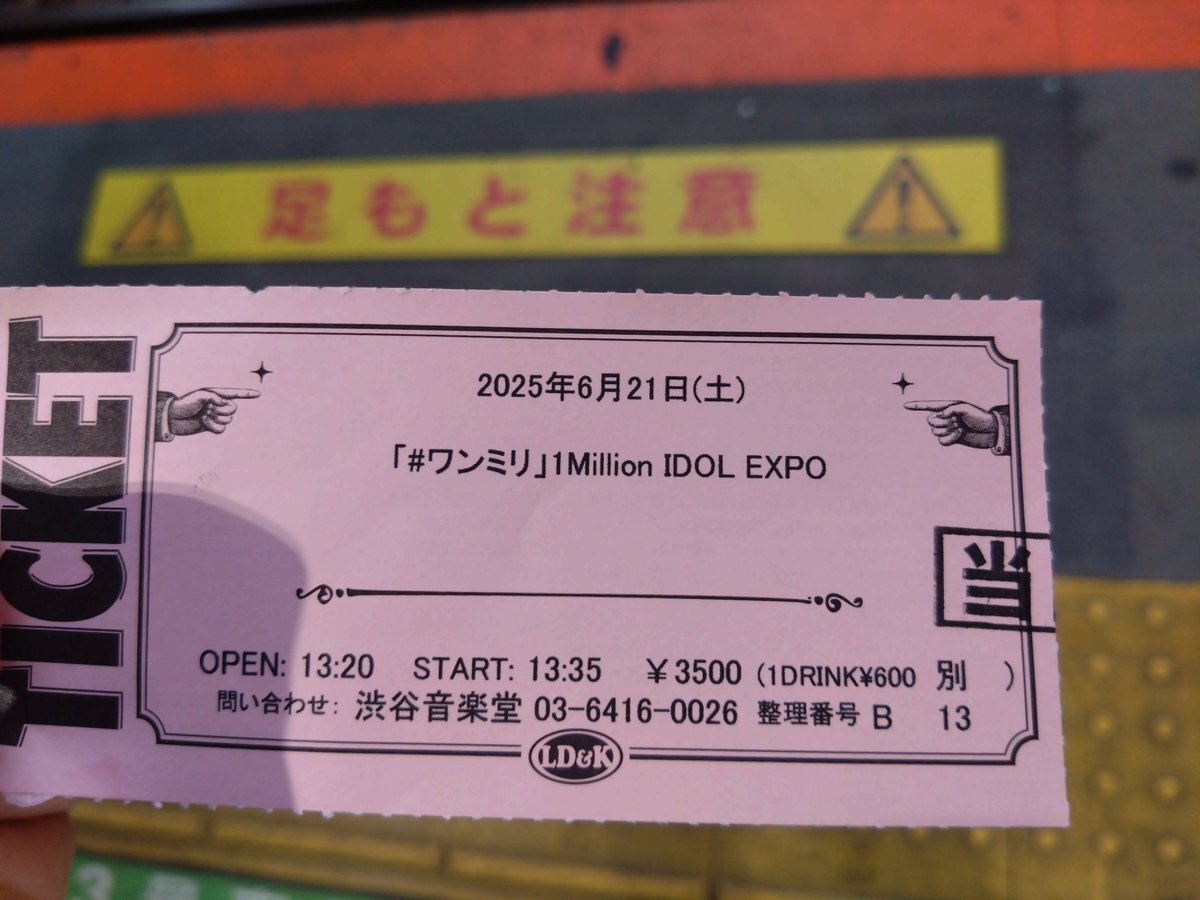 足もと注意
TICKET
2025年6月21日(土)
「#ワンミリ」1Million IDOL EXPO
当
OPEN: 13:20 START: 13:35 ￥3500 (1DRINK¥600 別 )
問い合わせ: 渋谷音楽堂 03-6416-0026 整理番号 B 13
LD&K
3